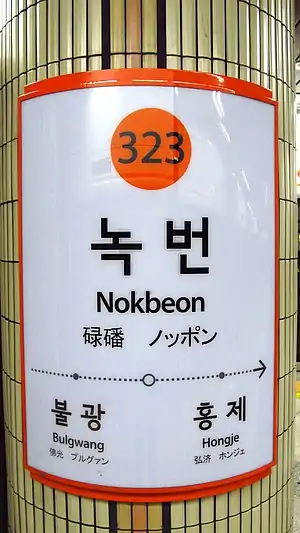 323
녹번
Nokbeon
碌磻 ノッポン
불광 홍제
Bulgwang Hongje
佛光 プルグァン 弘済 ホンジェ